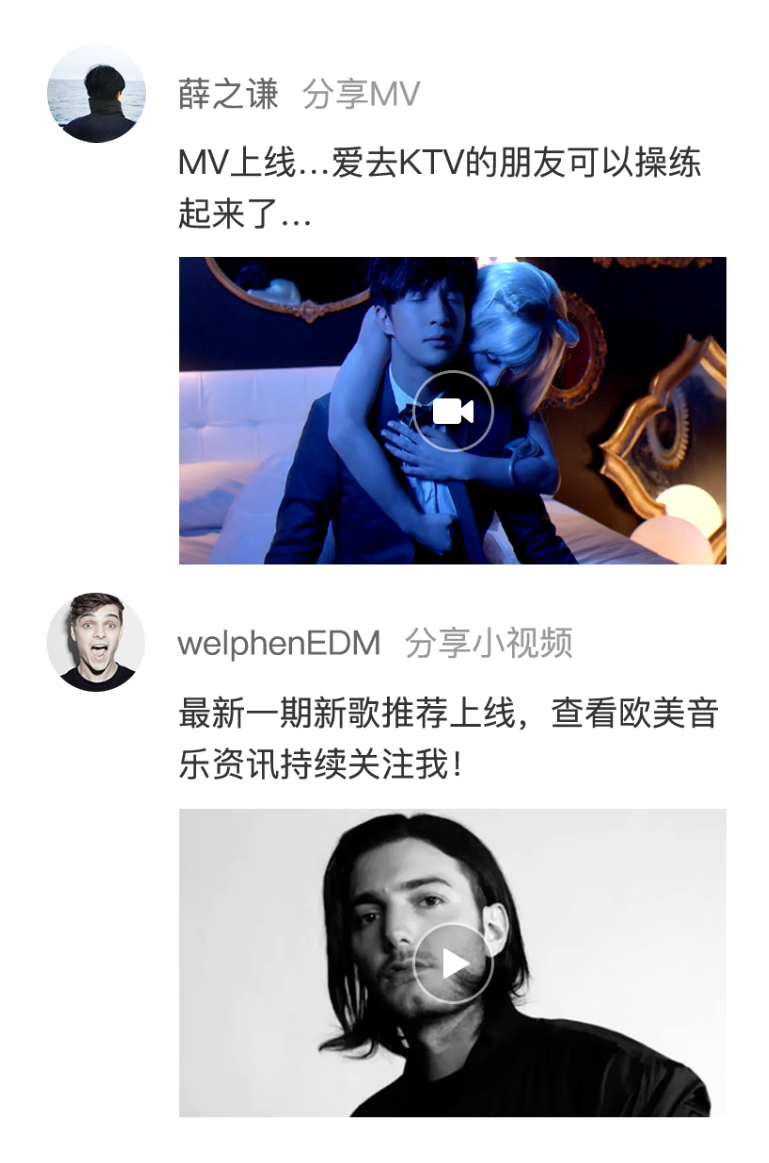 薛之谦 分享MV
MV上线...爱去KTV的朋友可以操练
起来了...
welphenEDM 分享小视频
最新一期新歌推荐上线，查看欧美音
乐资讯持续关注我！